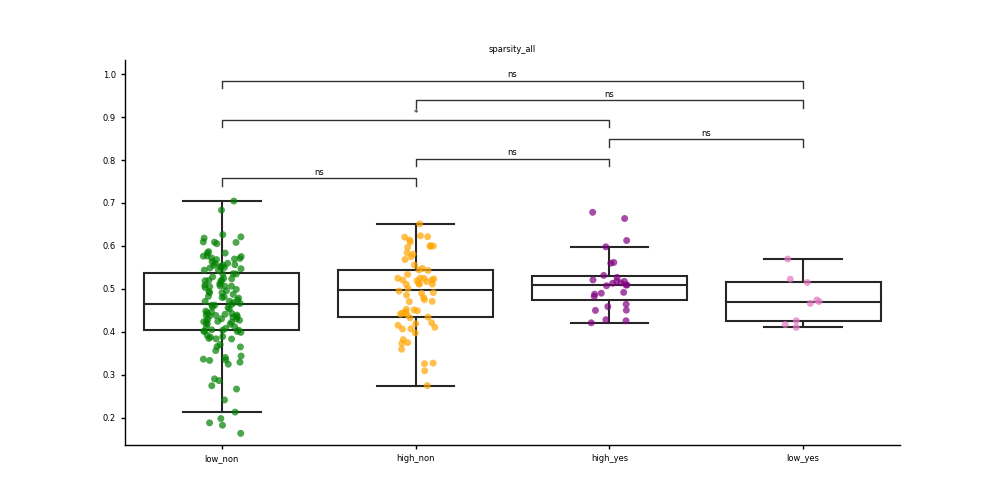 sparsity_all
1.0
0.9
0.8
0.7
0.6
0.5
0.4
0.3
0.2
ns
ns
*
ns
ns
ns
low_non
high_non
high_yes
low_yes